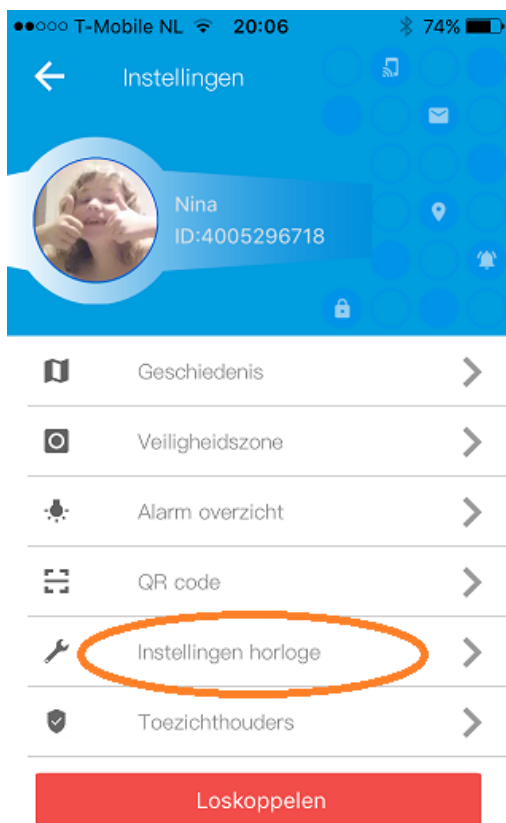 T-Mobile NL 20:06 74%
Instellingen
Nina
ID:4005296718
Geschiedenis
Veiligheidszone
Alarm overzicht
QR code
Instellingen horloge
Toezichthouders
Loskoppelen